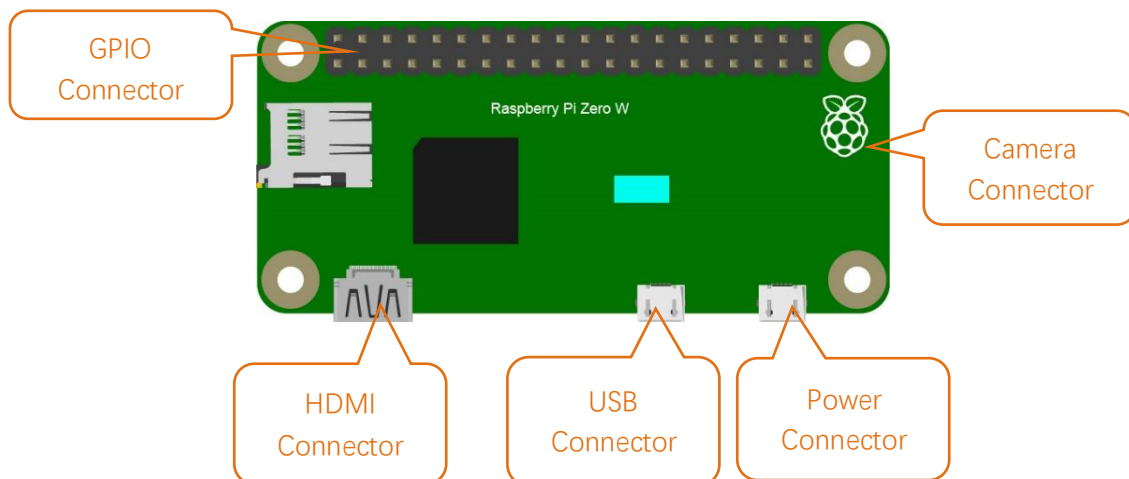 GPIO
Connector
Raspberry Pi Zero W
Camera
Connector
HDMI
Connector
USB
Connector
Power
Connector